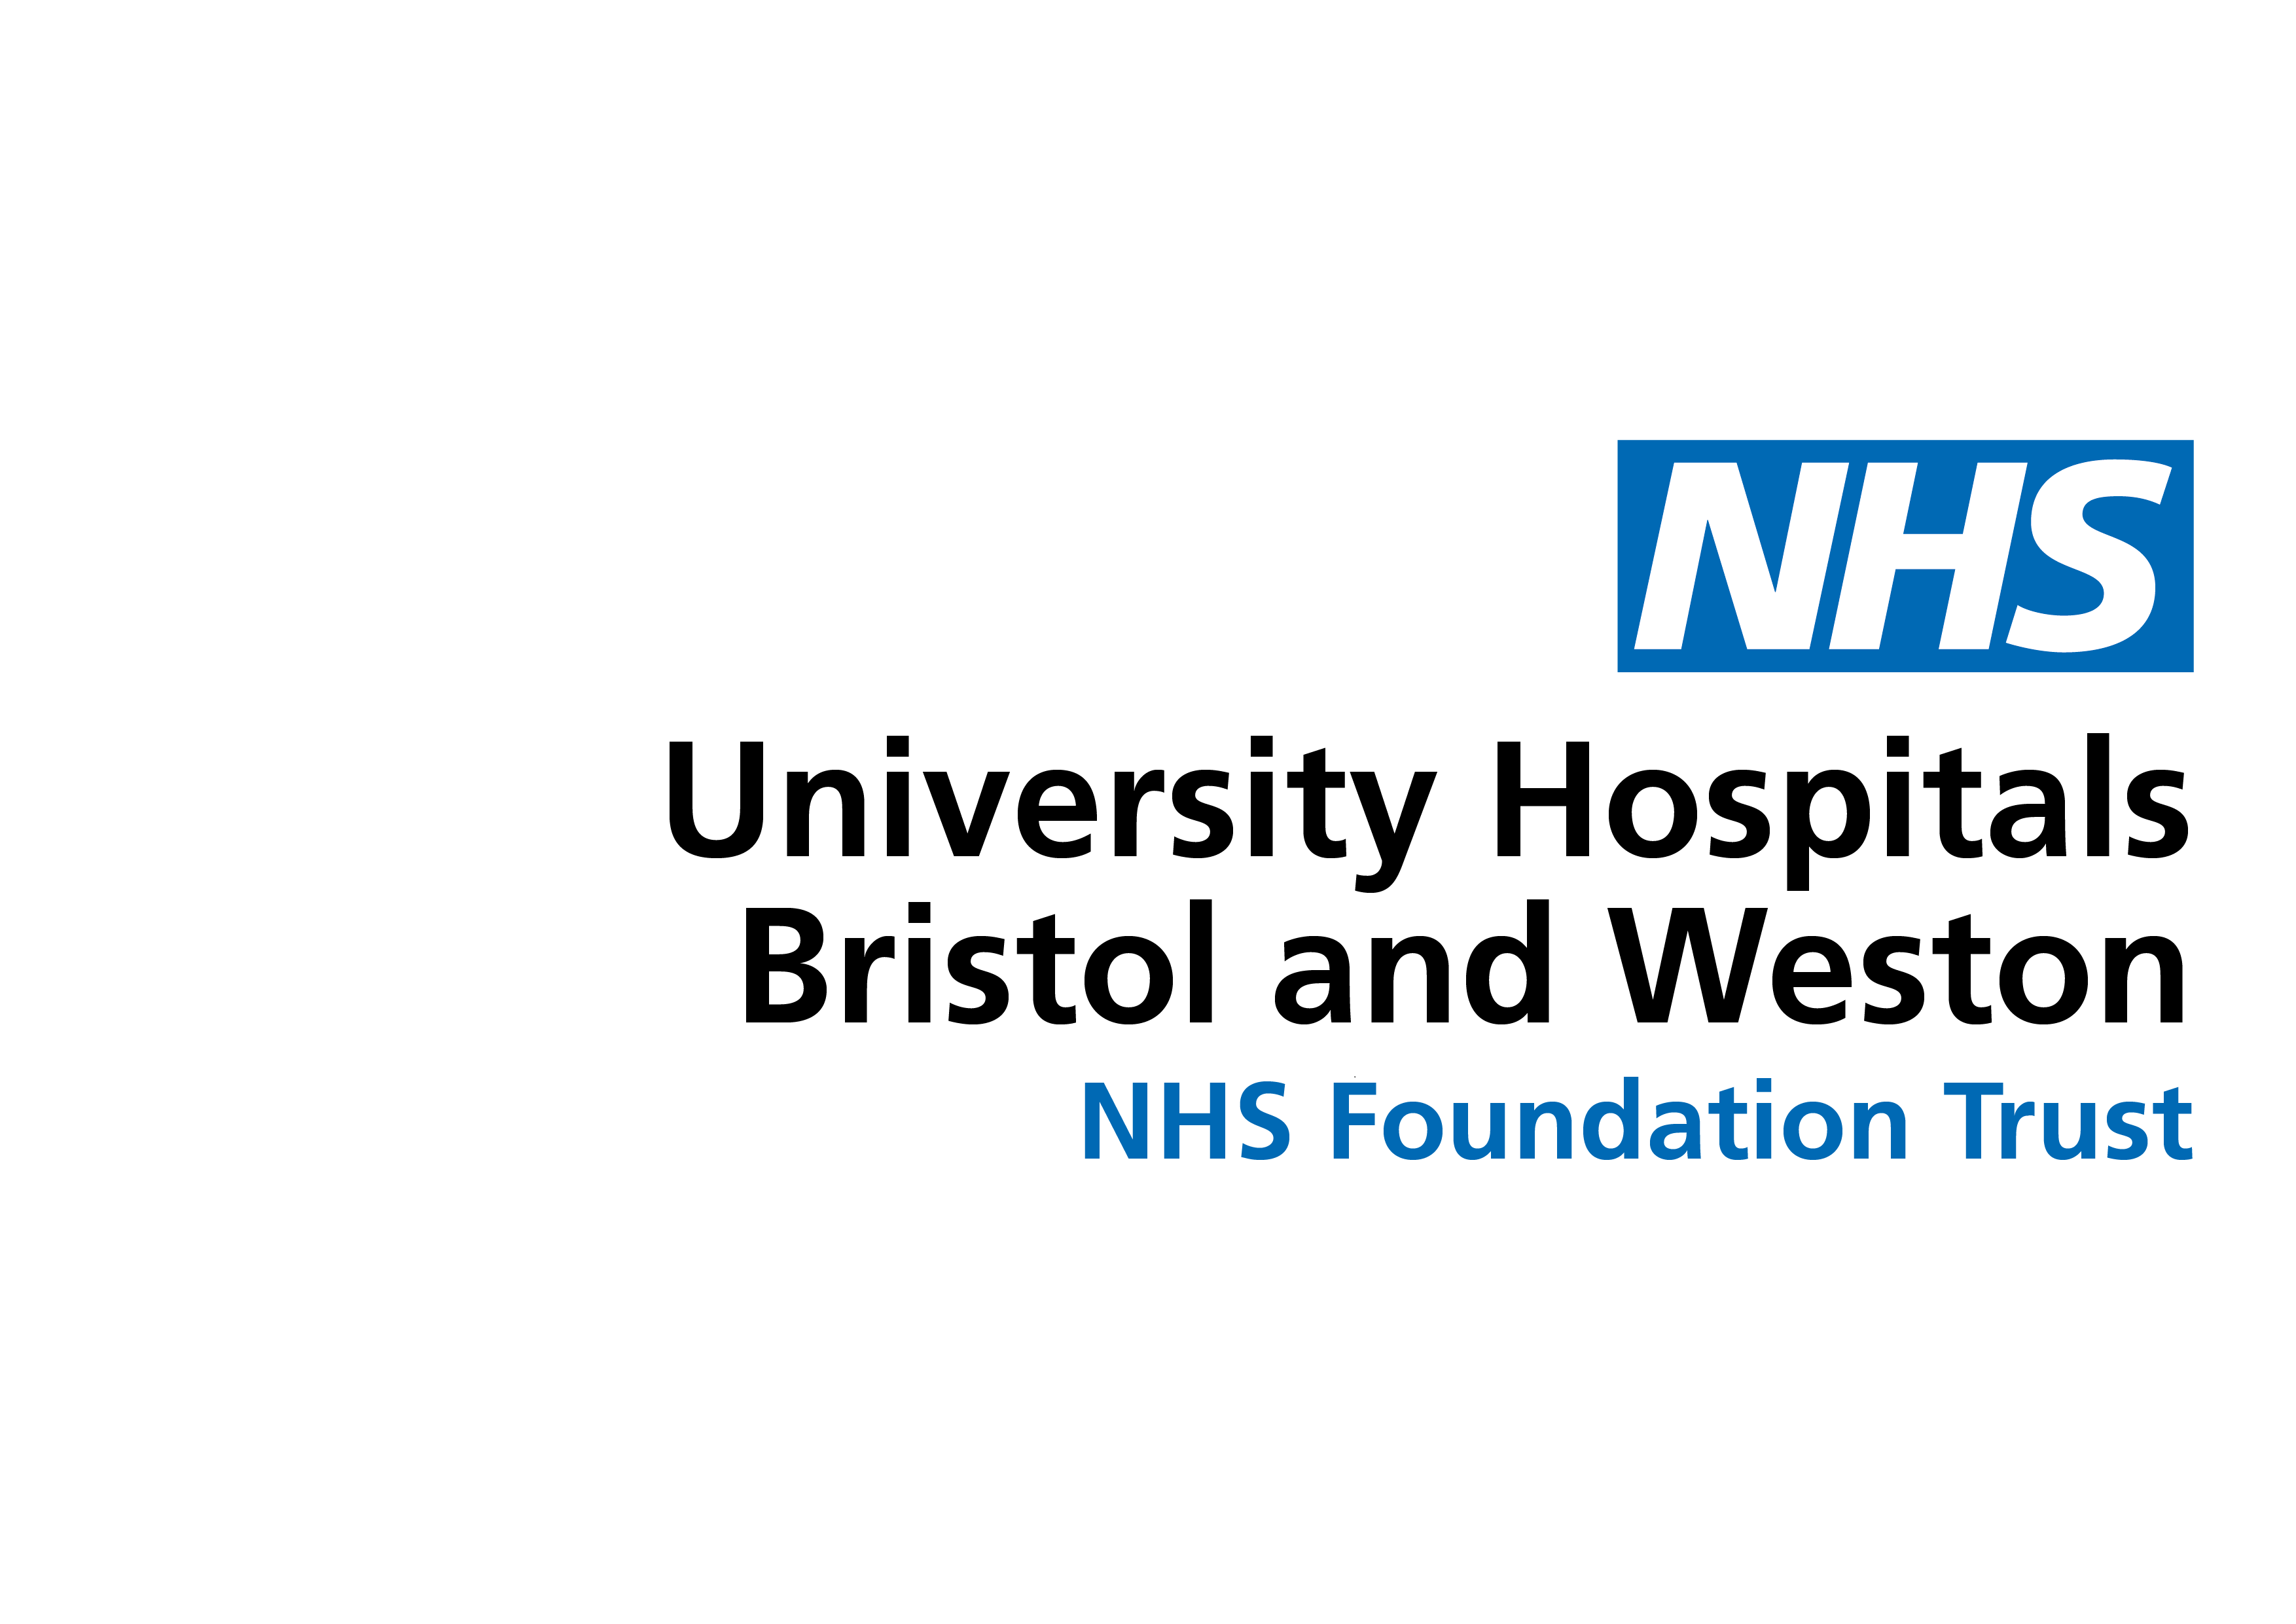 NHS
University Hospitals
Bristol and Weston
NHS Foundation Trust